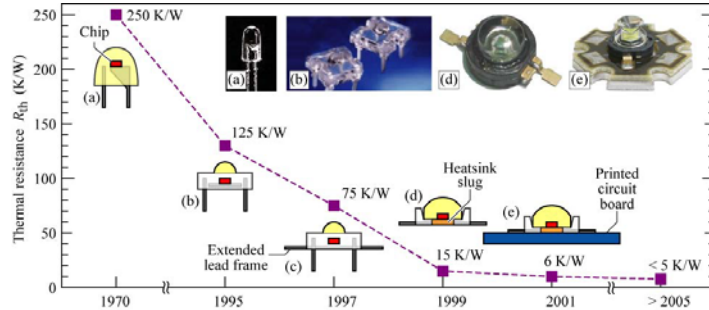 Thermal resistance Rth (K/W)
250
200
150
100
50
0
250 K/W
Chip
(a)
(a)
(b)
(d)
(e)
125 K/W
(b)
75 K/W
Extended
lead frame
(c)
(d)
Heatsink
slug
(e)
Printed
circuit
board
15 K/W
6 K/W
< 5 K/W
1970
1995
1997
1999
2001
> 2005